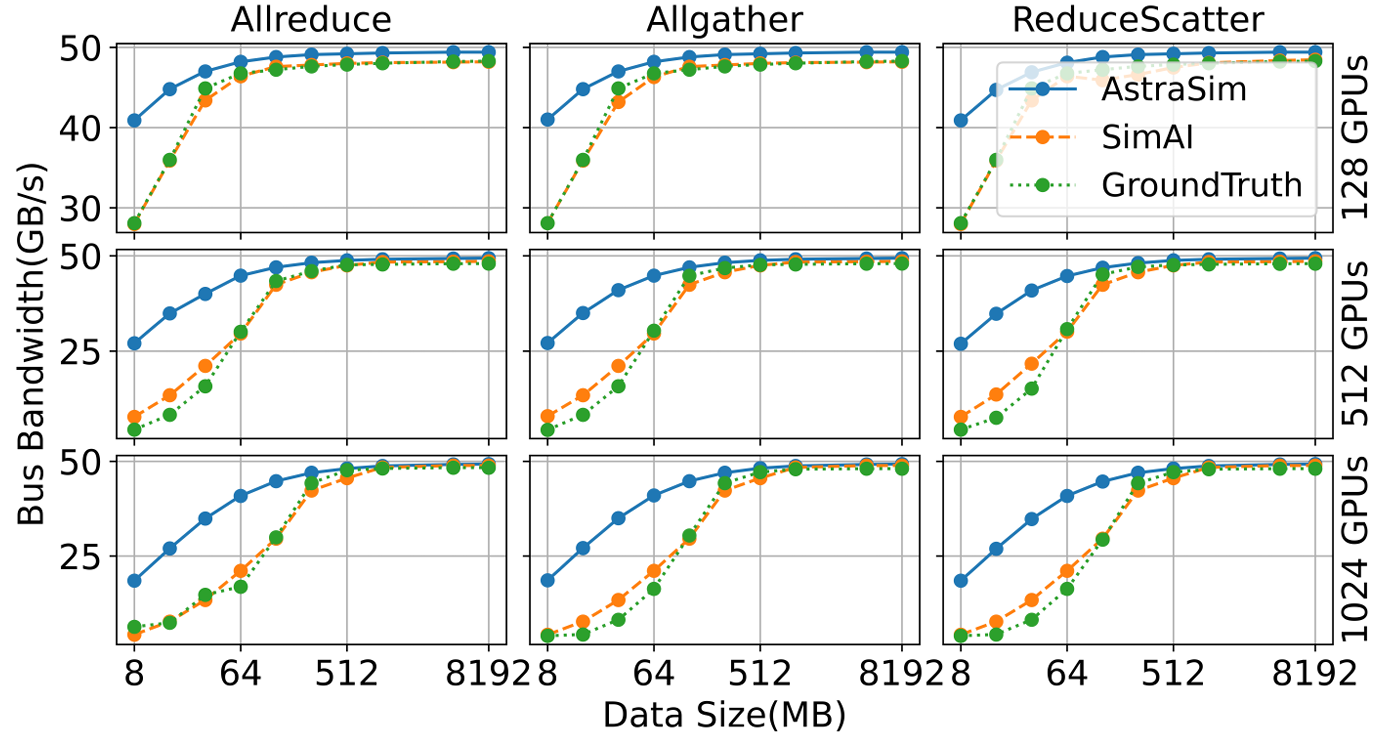 Allreduce Allgather ReduceScatter
50
40
30
AstraSim
SimAI
GroundTruth
128 GPUs
50
25
512 GPUs
50
25
1024 GPUs
Bus Bandwidth(GB/s)
8 64 512 8192 8 64 512 8192 8 64 512 8192
Data Size(MB)